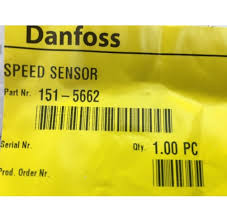 Danfoss
SPEED SENSOR
Part Nr. 151-5662
Serial Nr.
Qty. 1.00 PC
Prod. Order Nr.